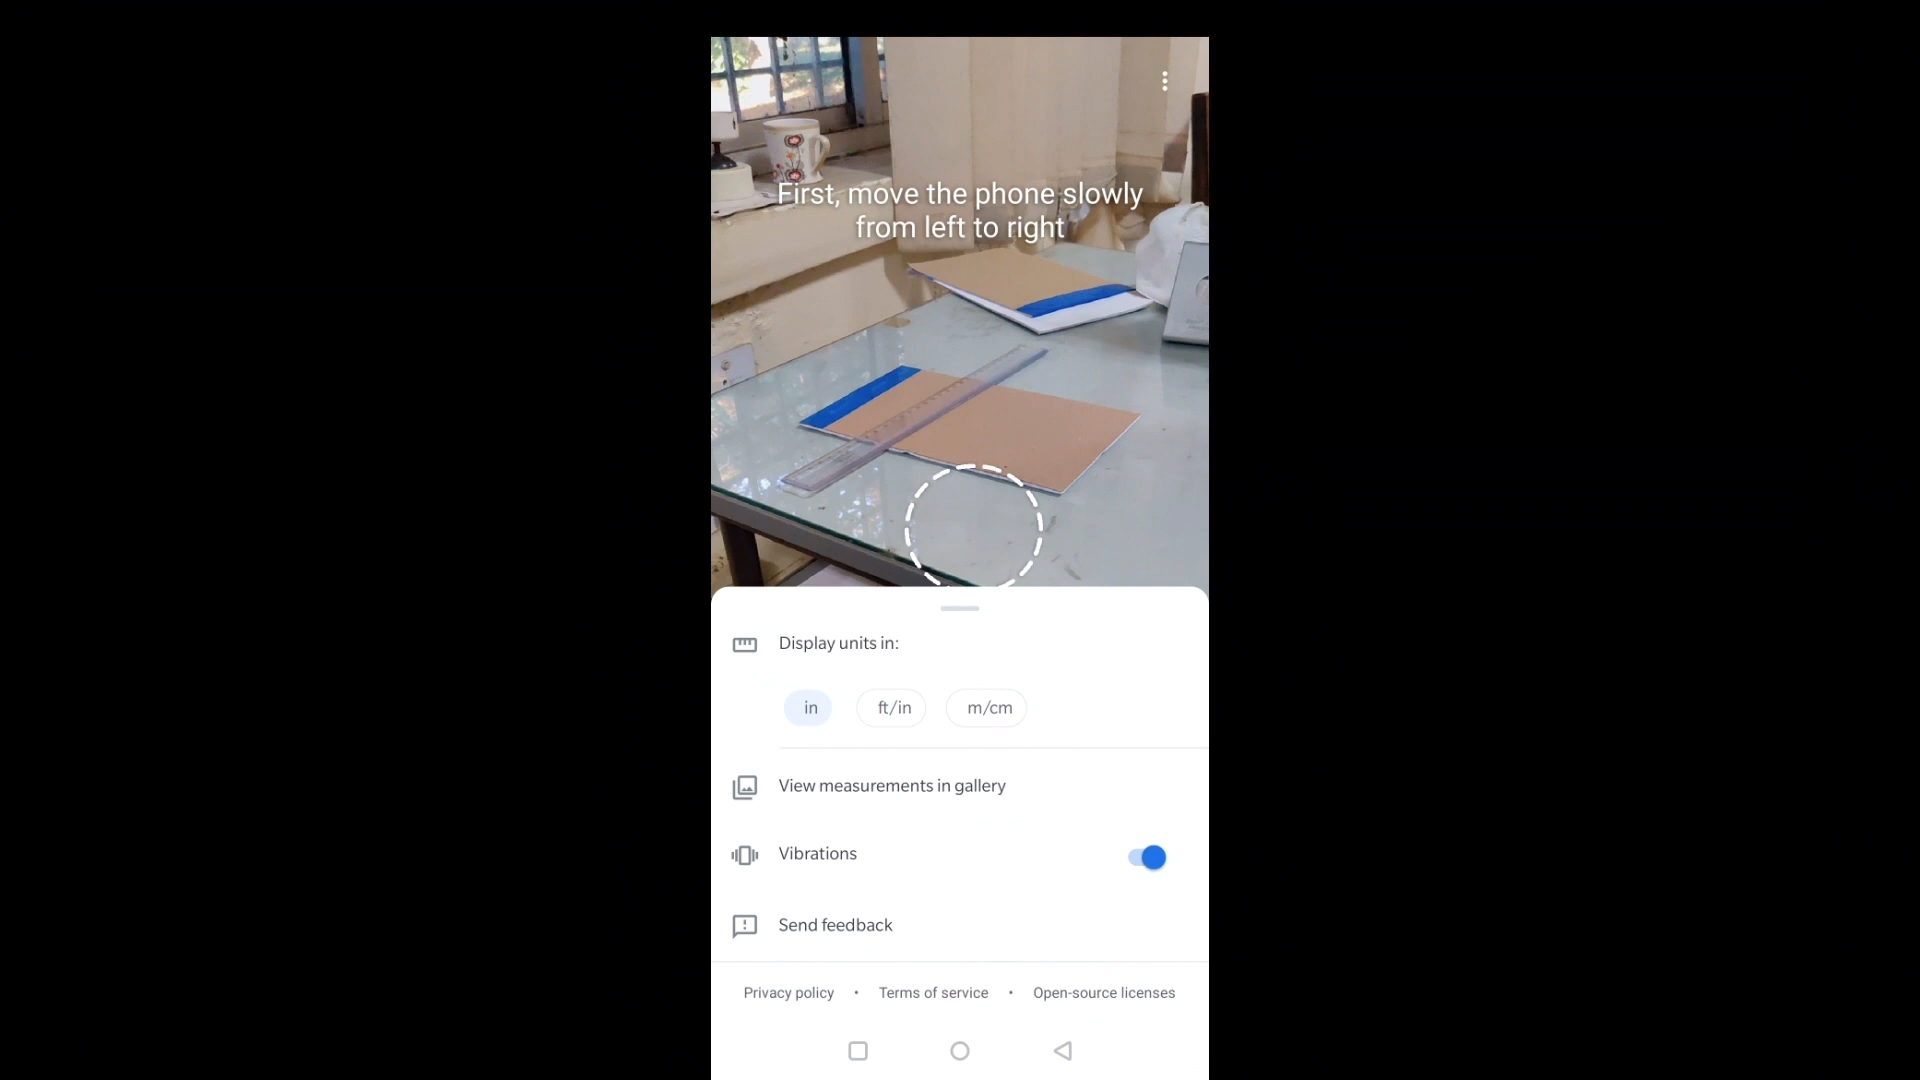 First, move the phone slowly
from left to right
Display units in:
in ft/in m/cm
View measurements in gallery
Vibrations
Send feedback
Privacy policy • Terms of service • Open-source licenses